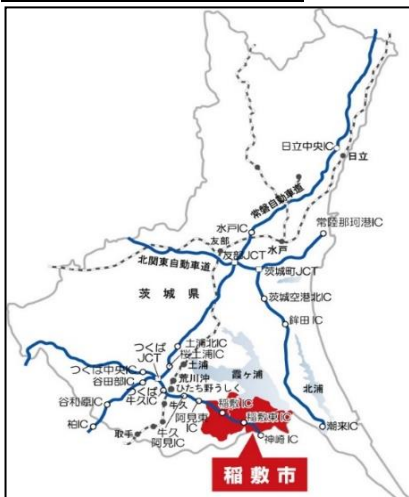 日立中央IC
日立
常磐自動車道
水戸IC
常陸那珂港IC
友部
水戸
友部JCT
北関東自動車道
茨城町JCT
茨城県
茨城空港北IC
鉾田IC
土浦北IC
つくば
JCT
桜土浦IC
土浦
つくば中央IC
霞ヶ浦
荒川沖
谷田部IC
ひたち野うしく
北浦
つくば
牛久IC
牛久
稲敷IC
谷和原IC
阿見東
IC
稲敷東IC
潮来IC
柏IC
取手
牛久
阿見IC
神崎IC
稲敷市